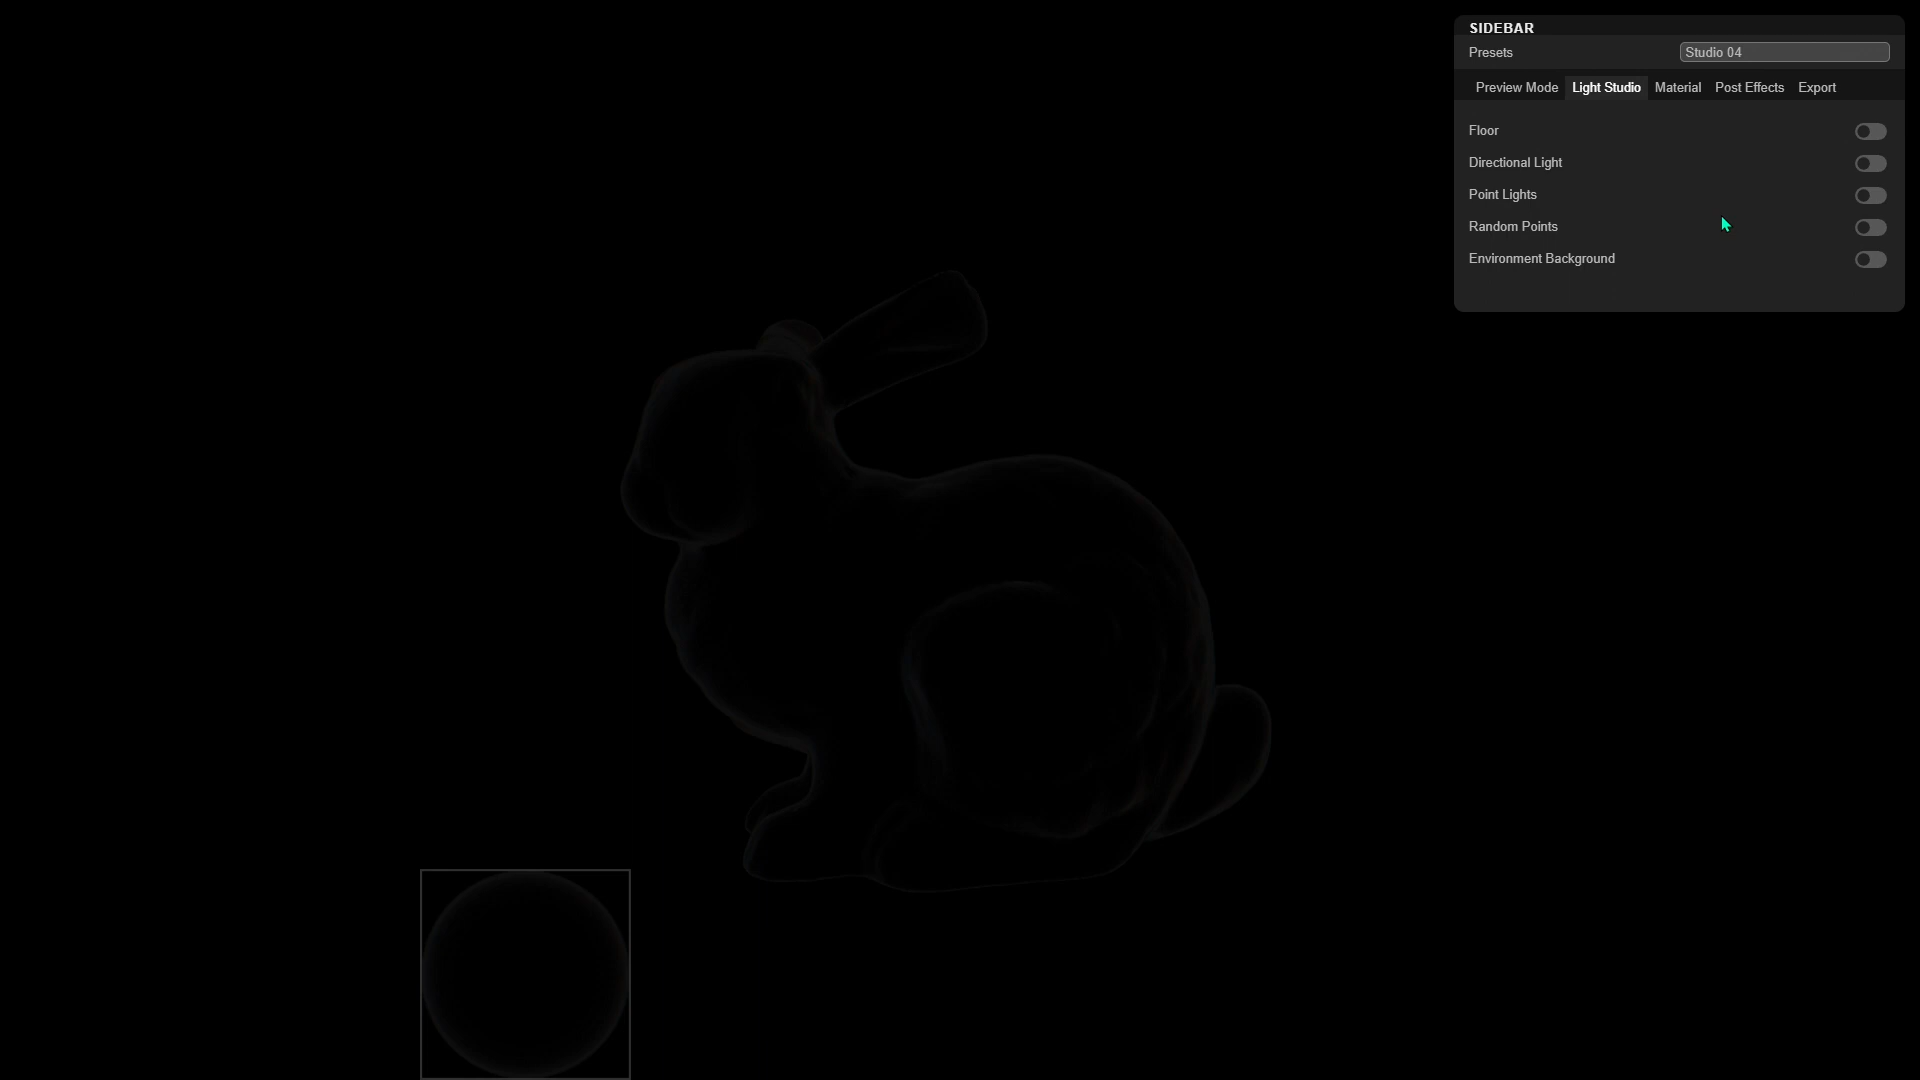 SIDEBAR
Presets Studio 04
Preview Mode Light Studio Material Post Effects Export
Floor
Directional Light
Point Lights
Random Points
Environment Background